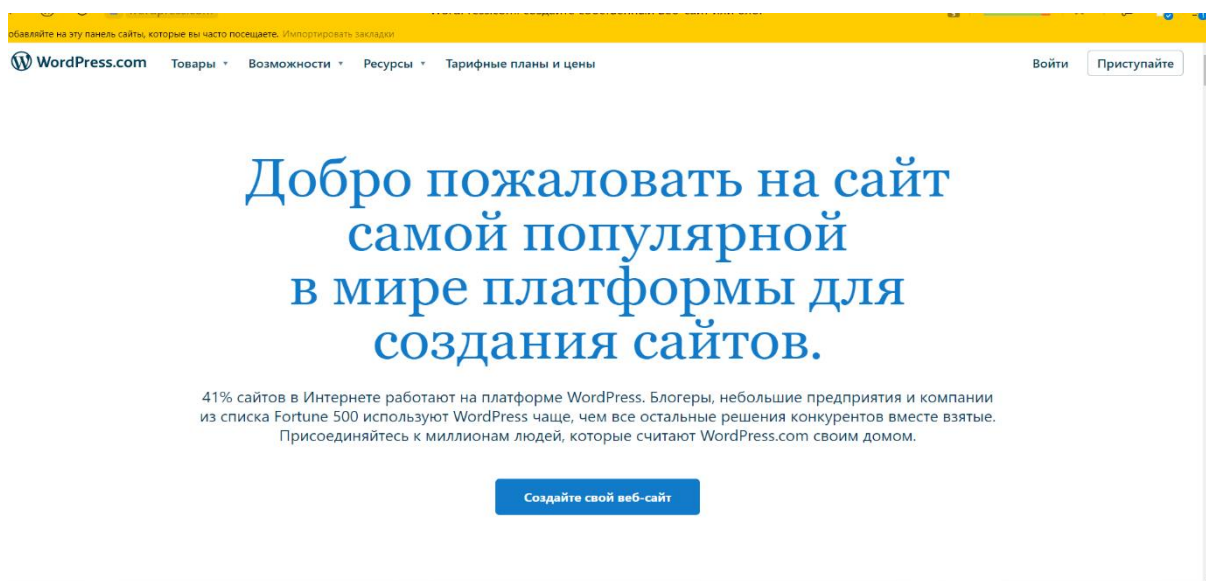 обавляйте на эту панель сайты, которые вы часто посещаете. Импортировать закладки
WordPress.com Товары Возможности Ресурсы Тарифные планы и цены Войти Приступайте
Добро пожаловать на сайт
самой популярной
в мире платформы для
создания сайтов.
41% сайтов в Интернете работают на платформе WordPress. Блогеры, небольшие предприятия и компании
из списка Fortune 500 используют WordPress чаще, чем все остальные решения конкурентов вместе взятые.
Присоединяйтесь к миллионам людей, которые считают WordPress.com своим домом.
Создайте свой веб-сайт